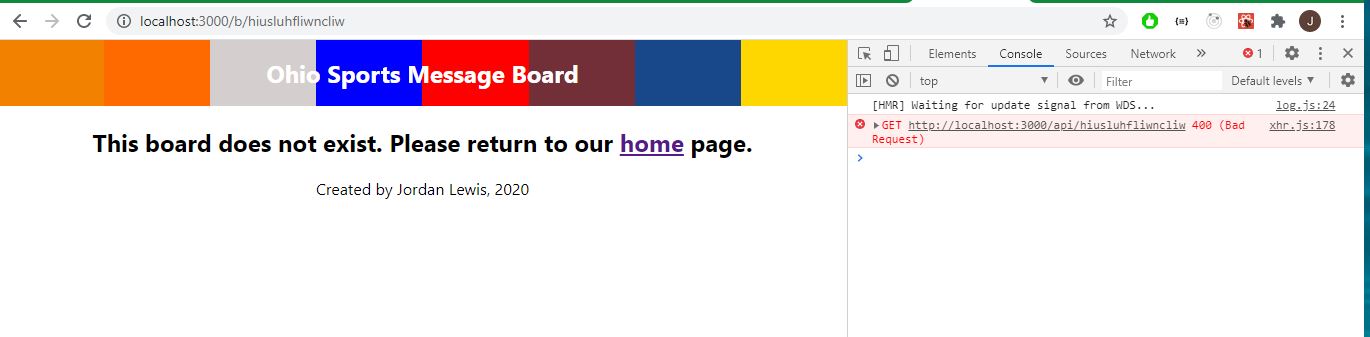 localhost:3000/b/hiusluhfliwncliw
J
Ohio Sports Message Board
This board does not exist. Please return to our home page.
Created by Jordan Lewis, 2020
Elements Console Sources Network » 1
top Filter Default levels
[HMR] Waiting for update signal from WDS... log.js:24
GET http://localhost:3000/api/hiusluhfliwncliw 400 (Bad xhr.js:178
Request)